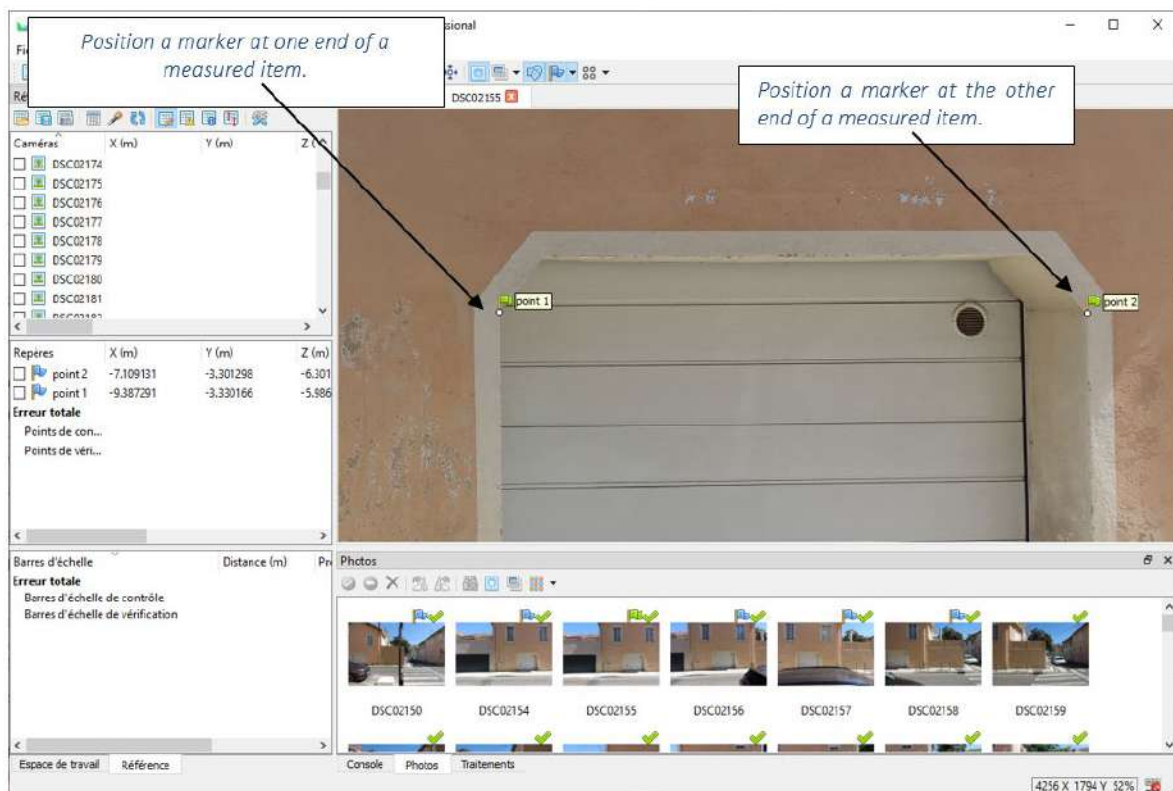 sional
Fi
Position a marker at one end of a
measured item.
Position a marker at the other
end of a measured item.
Ré
DSC02155
Caméras X (m) Y (m) Z (
DSC02174
DSC02175
DSC02176
DSC02177
DSC02178
DSC02179
DSC02180
DSC02181
point 1
point 2
Repères X (m) Y (m) Z (m)
point 2 -7.109131 -3.301298 -6.301
point 1 -9.387291 -3.330166 -5.986
Erreur totale
Points de con...
Points de véri...
Barres d'échelle Distance (m) Pr
Erreur totale
Barres d'échelle de contrôle
Barres d'échelle de vérification
Photos
DSC02150 DSC02154 DSC02155 DSC02156 DSC02157 DSC02158 DSC02159
Espace de travail Référence
Console Photos Traitements
4256 X 1794 Y 52%